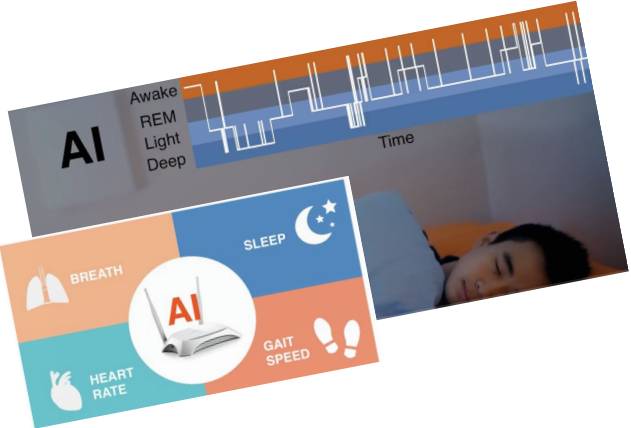 AI
Awake
REM
Light
Deep
Time
BREATH
SLEEP
AI
HEART
RATE
GAIT
SPEED